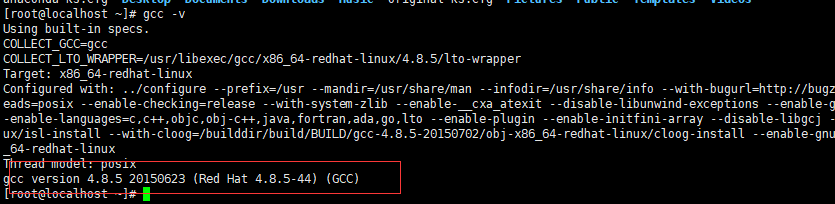 anaconda-ks.cfg Desktop Documents Downloads Music original-ks.cfg Pictures Public Templates Videos
[root@localhost ~]# gcc -v
Using built-in specs.
COLLECT_GCC=gcc
COLLECT_LTO_WRAPPER=/usr/libexec/gcc/x86_64-redhat-linux/4.8.5/lto-wrapper
Target: x86_64-redhat-linux
Configured with: ../configure --prefix=/usr --mandir=/usr/share/man --infodir=/usr/share/info --with-bugurl=http://bugz
eads=posix --enable-checking=release --with-system-zlib --enable-__cxa_atexit --disable-libunwind-exceptions --enable-g
-enable-languages=c,c++,objc,obj-c++,java,fortran,ada,go,lto --enable-plugin --enable-initfini-array --disable-libgcj -
ux/isl-install --with-cloog=/builddir/build/BUILD/gcc-4.8.5-20150702/obj-x86_64-redhat-linux/cloog-install --enable-gnu
_64-redhat-linux
Thread model: posix
gcc version 4.8.5 20150623 (Red Hat 4.8.5-44) (GCC)
[root@localhost ~]#